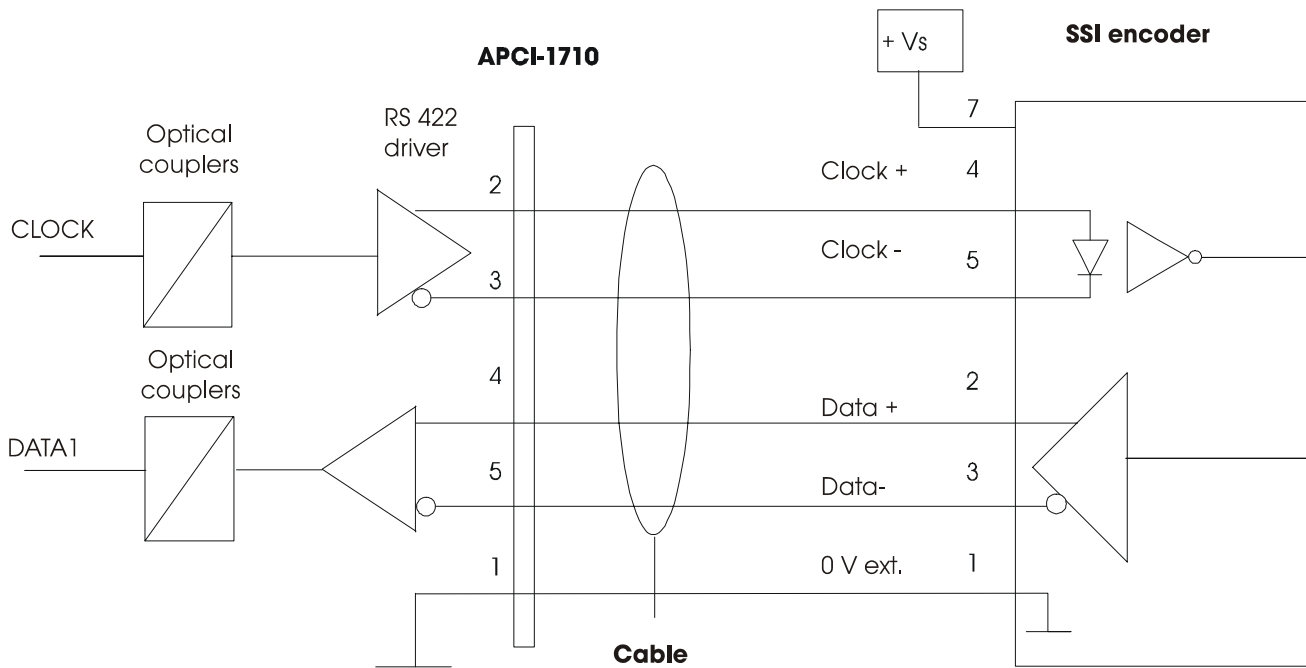 + Vs
SSI encoder
APCI-1710
7
RS 422
driver
Optical
couplers
2
Clock +
4
CLOCK
Clock -
5
3
Optical
couplers
4
2
Data +
DATA1
5
Data-
3
1
0 V ext.
1
Cable